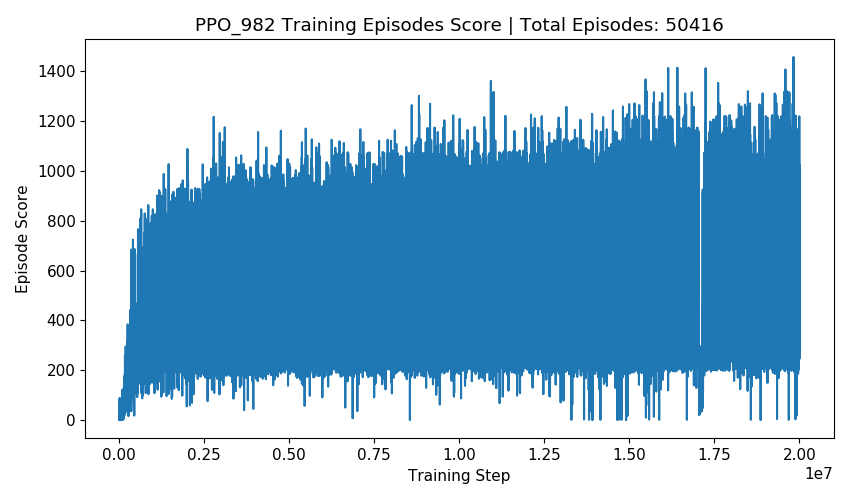 PPO_982 Training Episodes Score | Total Episodes: 50416
Episode Score
1400
1200
1000
800
600
400
200
0
0.00 0.25 0.50 0.75 1.00 1.25 1.50 1.75 2.00
1e7
Training Step